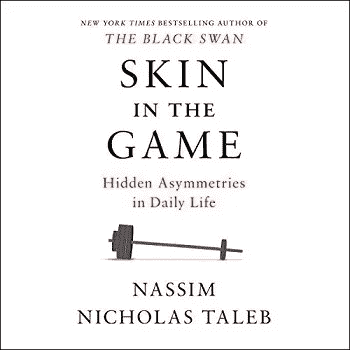 NEW YORK TIMES BESTSELLING AUTHOR OF
THE BLACK SWAN
SKIN
IN THE
GAME
Hidden Asymmetries
in Daily Life
NASSIM
NICHOLAS TALEB